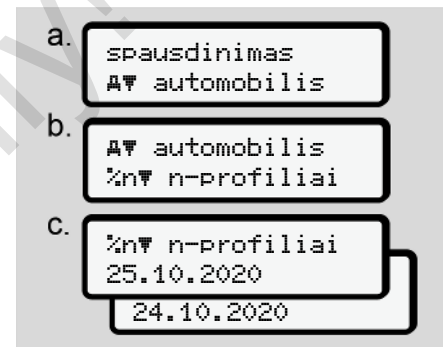 a.
spausdinimas
⩕▼ automobilis
b.
⩕▼ automobilis
%n▼ n-profiliai
c.
%n▼ n-profiliai
25.10.2020
24.10.2020